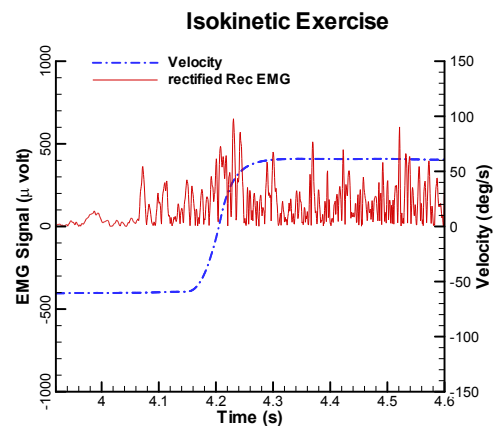 Isokinetic Exercise
Velocity
rectified Rec EMG
EMG Signal (μ volt)
1000
500
0
-500
-1000
Velocity (deg/s)
150
100
50
0
-50
-100
-150
4 4.1 4.2 4.3 4.4 4.5 4.6
Time (s)